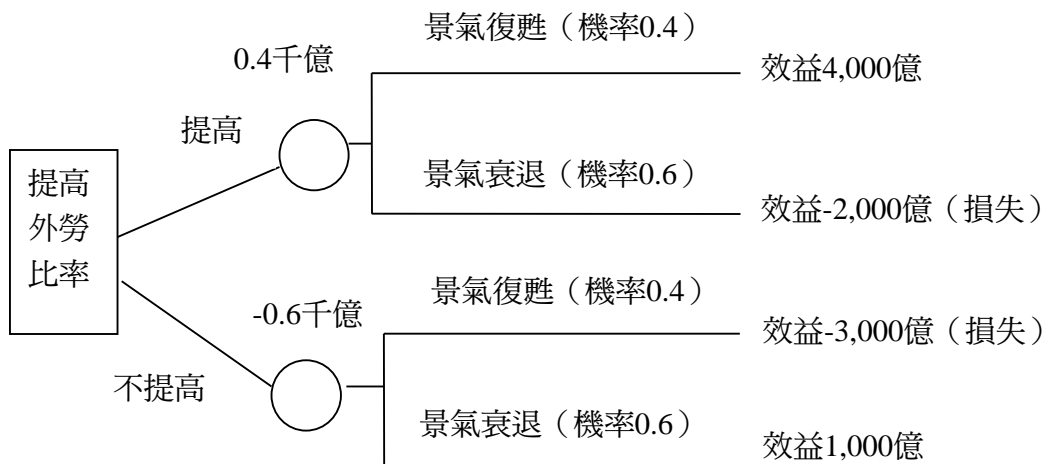 景氣復甦（機率0.4）
0.4千億
效益4,000億
提高
景氣衰退（機率0.6）
提高
外勞
比率
效益-2,000億（損失）
景氣復甦（機率0.4）
-0.6千億
效益-3,000億（損失）
不提高
景氣衰退（機率0.6）
效益1,000億